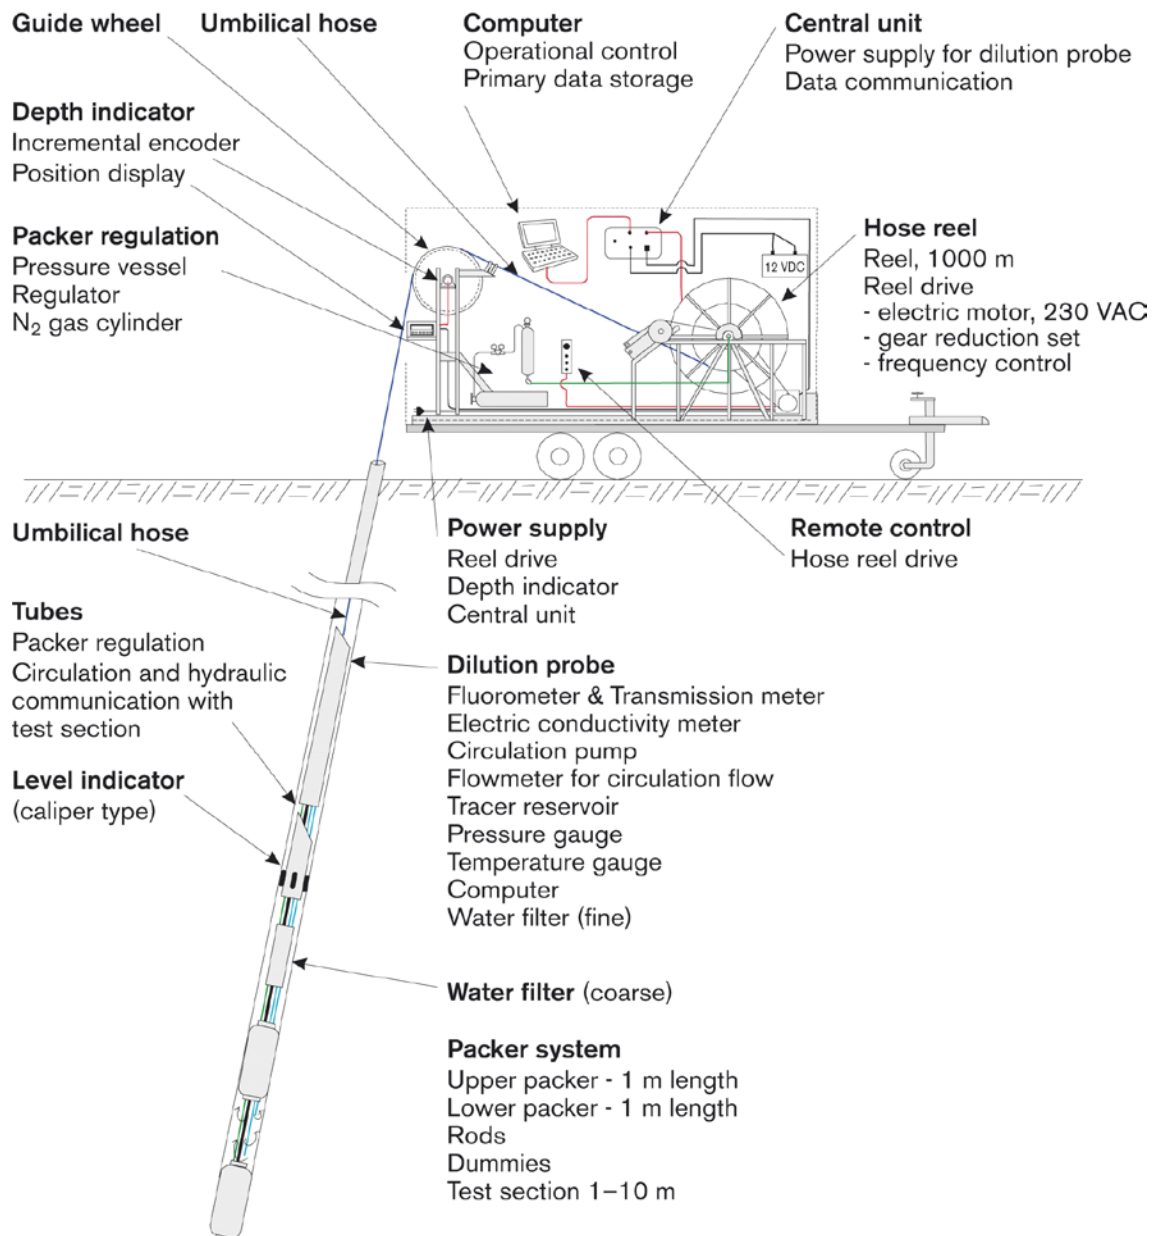 Guide wheel
Umbilical hose
Computer
Operational control
Primary data storage
Central unit
Power supply for dilution probe
Data communication
Depth indicator
Incremental encoder
Position display
Packer regulation
Pressure vessel
Regulator
N₂ gas cylinder
12 VDC
Hose reel
Reel, 1000 m
Reel drive
- electric motor, 230 VAC
- gear reduction set
- frequency control
Umbilical hose
Power supply
Reel drive
Depth indicator
Central unit
Remote control
Hose reel drive
Tubes
Packer regulation
Circulation and hydraulic
communication with
test section
Level indicator
(caliper type)
Dilution probe
Fluorometer & Transmission meter
Electric conductivity meter
Circulation pump
Flowmeter for circulation flow
Tracer reservoir
Pressure gauge
Temperature gauge
Computer
Water filter (fine)
Water filter (coarse)
Packer system
Upper packer - 1 m length
Lower packer - 1 m length
Rods
Dummies
Test section 1–10 m